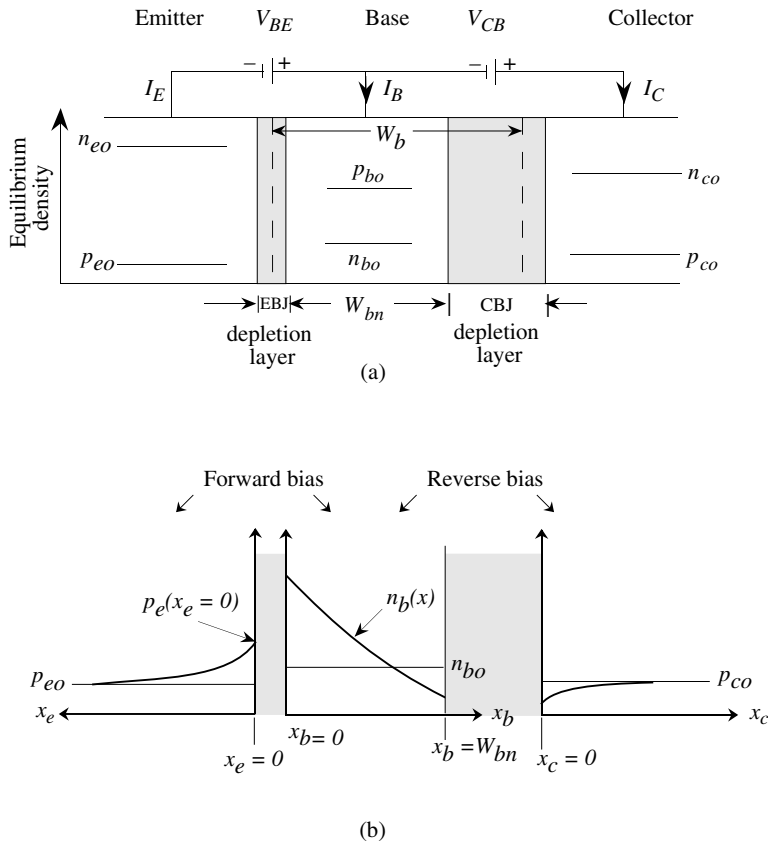 Emitter V_BE Base V_CB Collector
− + − +
I_E I_B I_C
W_b
n_eo
p_bo
n_co
Equilibrium
density
p_eo
n_bo
p_co
EBJ W_bn CBJ
depletion
layer
depletion
layer
(a)
Forward bias Reverse bias
p_e(x_e = 0)
n_b(x)
p_eo
n_bo
p_co
x_e
x_b
x_c
x_e = 0
x_b = 0
x_b = W_bn
x_c = 0
(b)